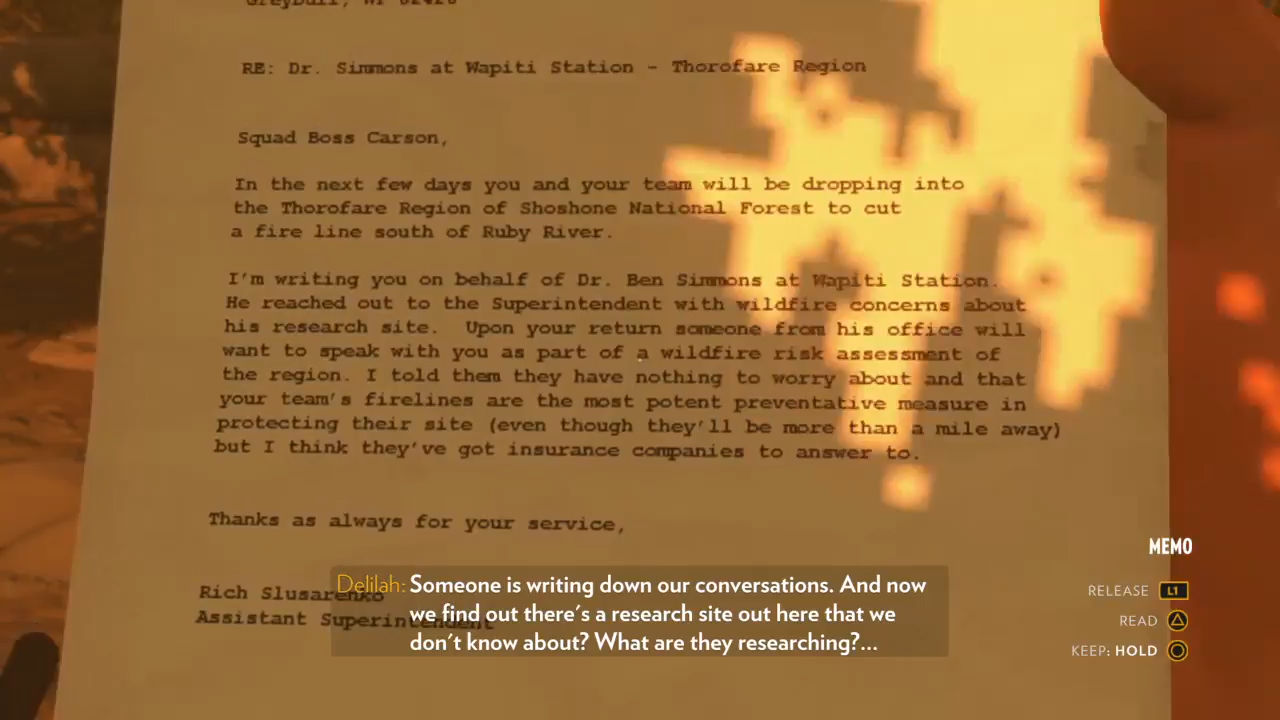 RE: Dr. Simmons at Wapiti Station - Thorofare Region
Squad Boss Carson,
In the next few days you and your team will be dropping into
the Thorofare Region of Shoshone National Forest to cut
a fire line south of Ruby River.
I'm writing you on behalf of Dr. Ben Simmons at Wapiti Station.
He reached out to the Superintendent with wildfire concerns about
his research site. Upon your return someone from his office will
want to speak with you as part of a wildfire risk assessment of
the region. I told them they have nothing to worry about and that
your team's firelines are the most potent preventative measure in
protecting their site (even though they'll be more than a mile away)
but I think they've got insurance companies to answer to.
Thanks as always for your service,
Rich Slusarenko
Assistant Superintendent
Delilah: Someone is writing down our conversations. And now
we find out there's a research site out here that we
don't know about? What are they researching?...
MEMO
RELEASE L1
READ
KEEP: HOLD